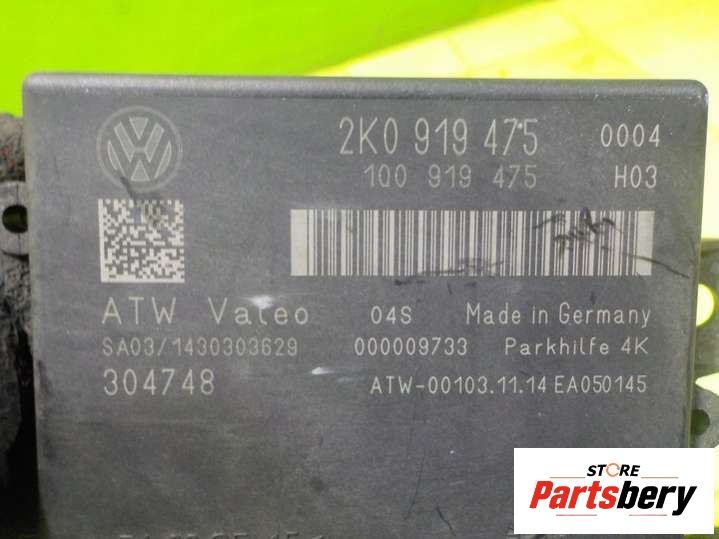 2K0 919 475 0004
1Q0 919 475 H03
ATW Valeo 04S Made in Germany
SA03/1430303629 000009733 Parkhilfe 4K
304748 ATW-00103.11.14 EA050145
STORE
Partsbery